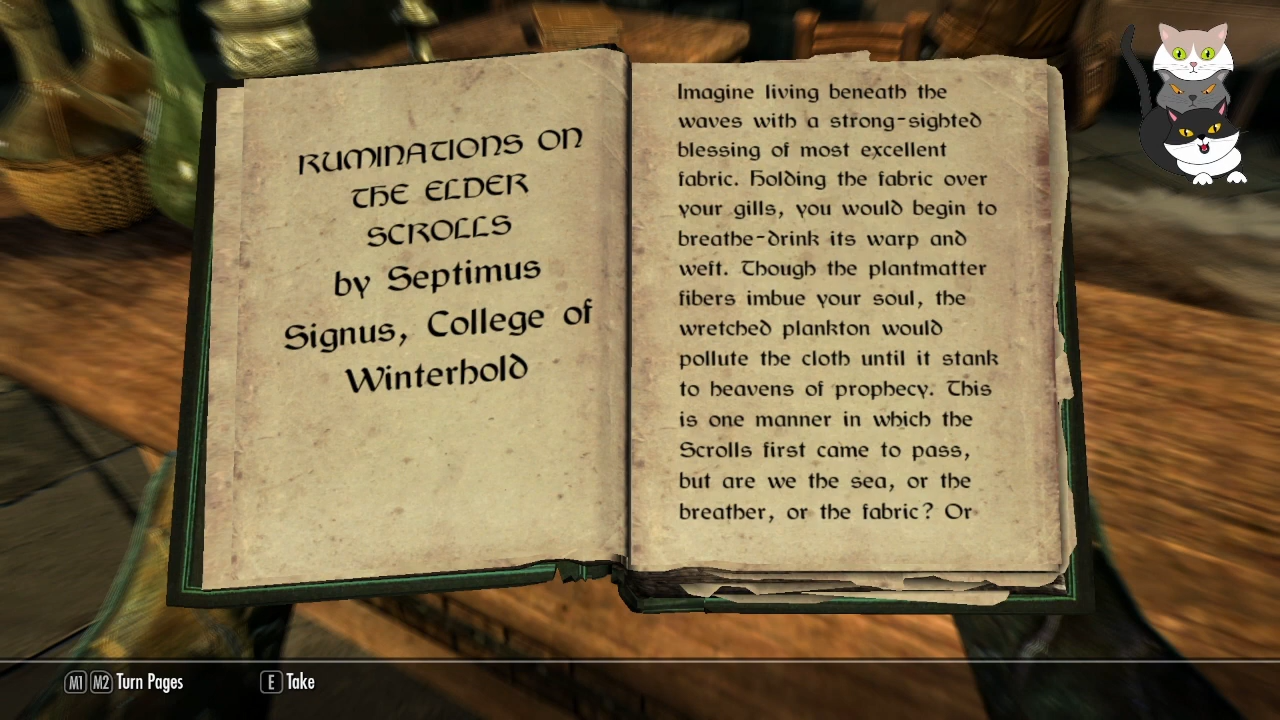 RUMINATIONS ON
THE ELDER
SCROLLS
by Septimus
Signus, College of
Winterhold
Imagine living beneath the
waves with a strong-sighted
blessing of most excellent
fabric. Holding the fabric over
your gills, you would begin to
breathe-drink its warp and
weft. Though the plantmatter
fibers imbue your soul, the
wretched plankton would
pollute the cloth until it stank
to heavens of prophecy. This
is one manner in which the
Scrolls first came to pass,
but are we the sea, or the
breather, or the fabric? Or
M1 M2 Turn Pages E Take